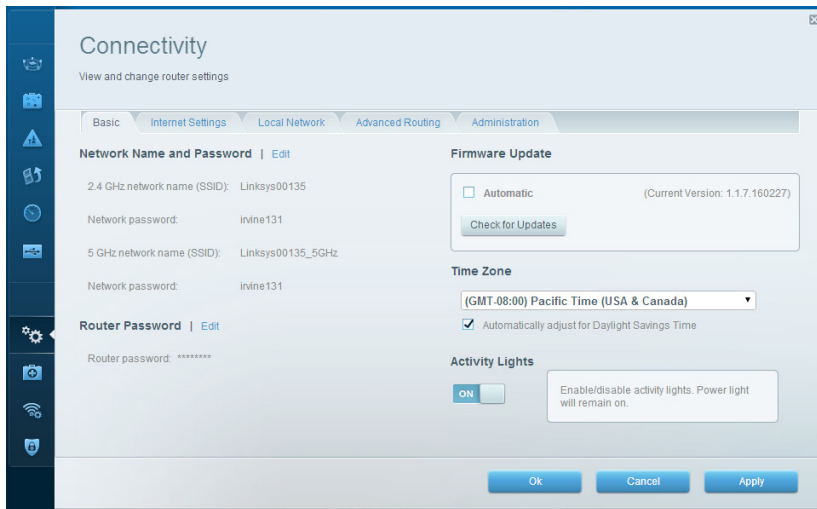 Connectivity
View and change router settings
Basic
Internet Settings
Local Network
Advanced Routing
Administration
Network Name and Password | Edit
2.4 GHz network name (SSID): Linksys00135
Network password: irvine131
5 GHz network name (SSID): Linksys00135_5GHz
Network password: irvine131
Router Password | Edit
Router password: ********
Firmware Update
Automatic
(Current Version: 1.1.7.160227)
Check for Updates
Time Zone
(GMT-08:00) Pacific Time (USA & Canada)
Automatically adjust for Daylight Savings Time
Activity Lights
ON
Enable/disable activity lights. Power light
will remain on.
Ok
Cancel
Apply